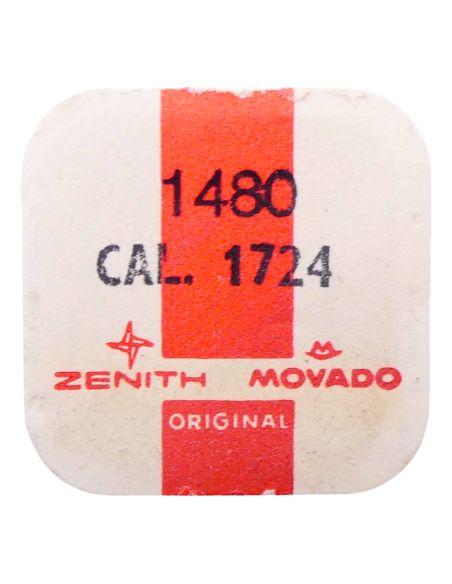 1480
CAL. 1724
ZENITH MOVADO
ORIGINAL